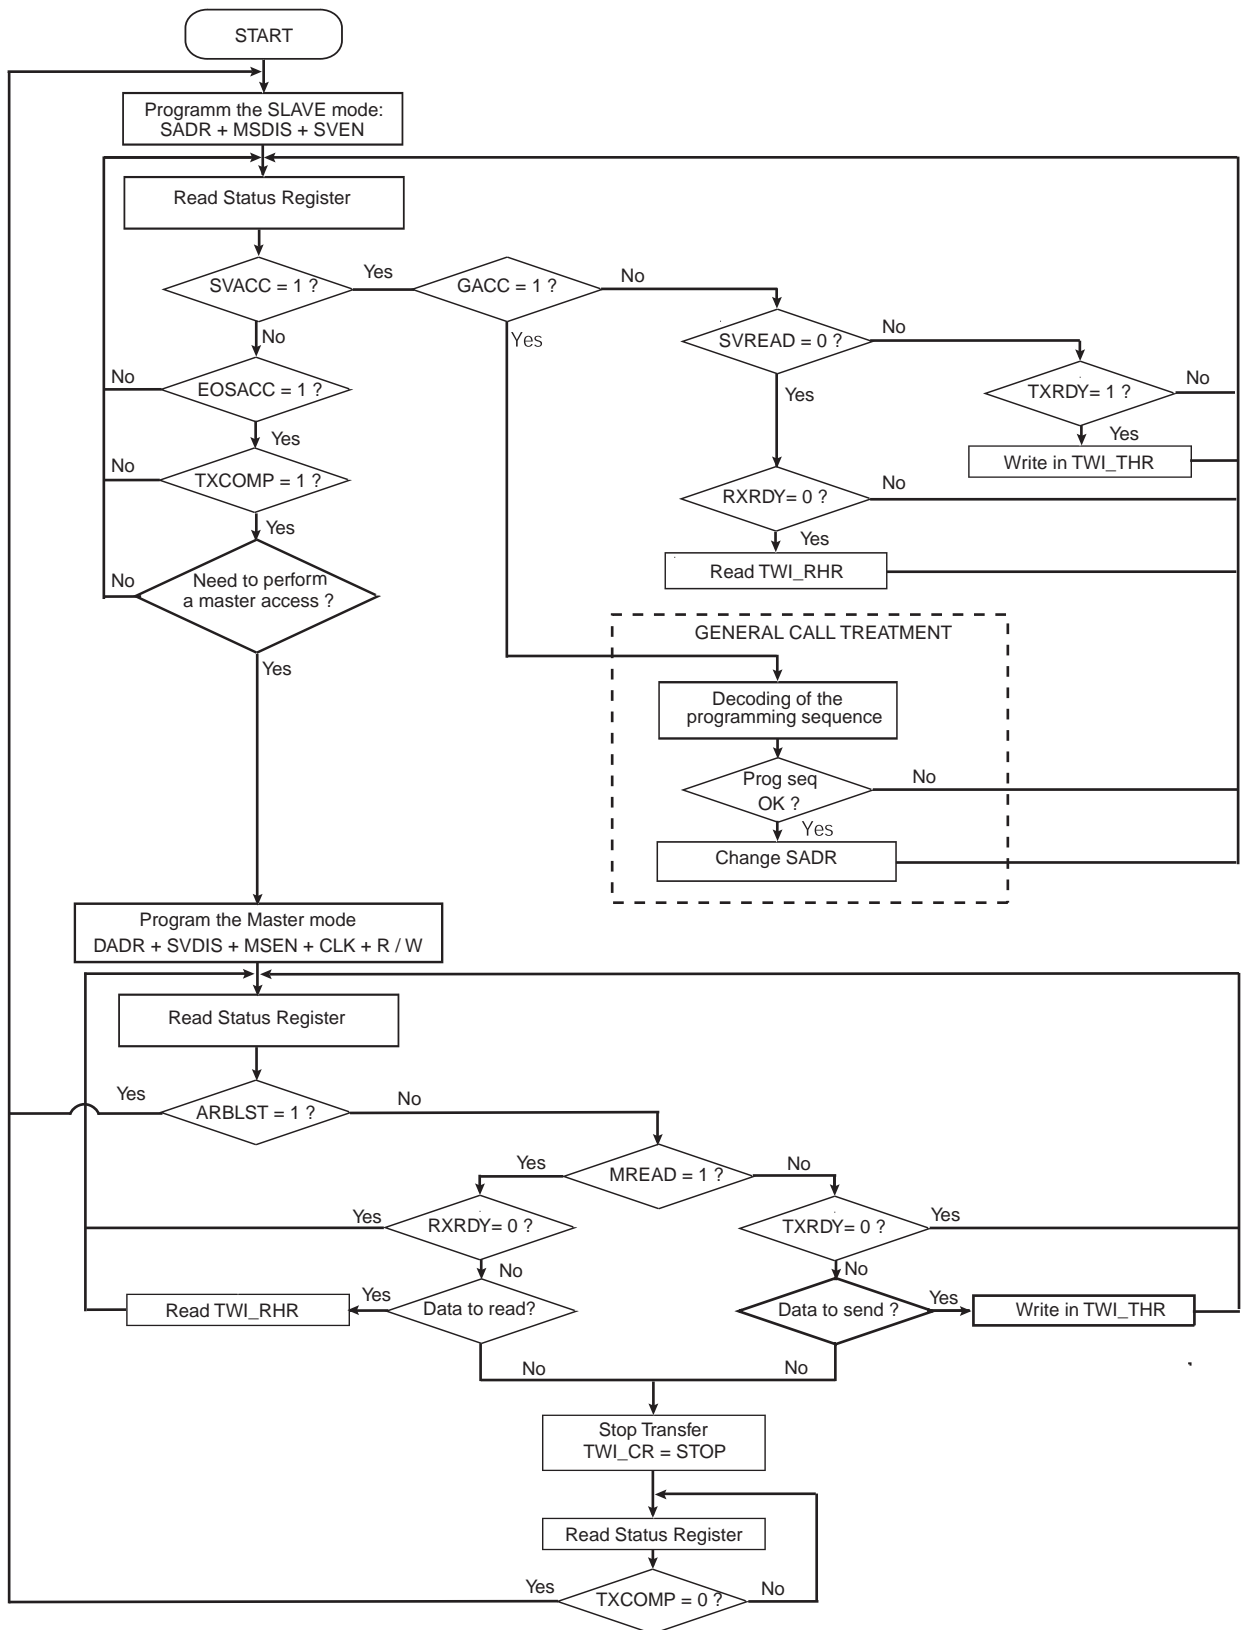 START
Programm the SLAVE mode:
SADR + MSDIS + SVEN
Read Status Register
SVACC = 1 ?
Yes
GACC = 1 ?
No
No
Yes
SVREAD = 0 ?
No
EOSACC = 1 ?
No
Yes
Yes
TXRDY= 1 ?
No
Yes
Write in TWI_THR
TXCOMP = 1 ?
No
Yes
RXRDY= 0 ?
No
Yes
Read TWI_RHR
Need to perform
a master access ?
No
Yes
GENERAL CALL TREATMENT
Decoding of the
programming sequence
Prog seq
OK ?
No
Yes
Change SADR
Program the Master mode
DADR + SVDIS + MSEN + CLK + R / W
Read Status Register
Yes
ARBLST = 1 ?
No
Yes
MREAD = 1 ?
No
Yes
RXRDY= 0 ?
TXRDY= 0 ?
Yes
No
No
Read TWI_RHR
Yes
Data to read?
Data to send ?
Yes
Write in TWI_THR
No
No
Stop Transfer
TWI_CR = STOP
Read Status Register
Yes
TXCOMP = 0 ?
No